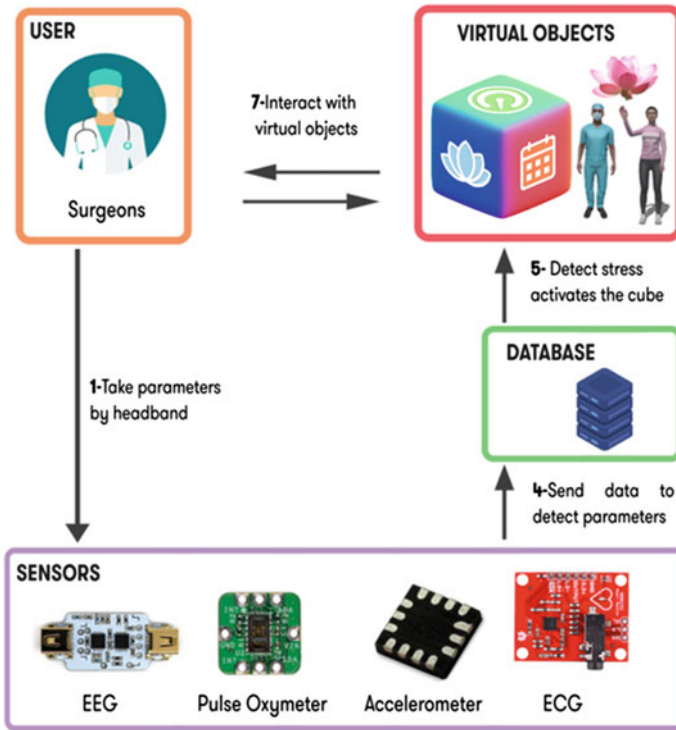 USER
Surgeons
7-Interact with
virtual objects
VIRTUAL OBJECTS
5- Detect stress
activates the cube
DATABASE
1-Take parameters
by headband
4-Send data to
detect parameters
SENSORS
EEG
Pulse Oxymeter
Accelerometer
ECG